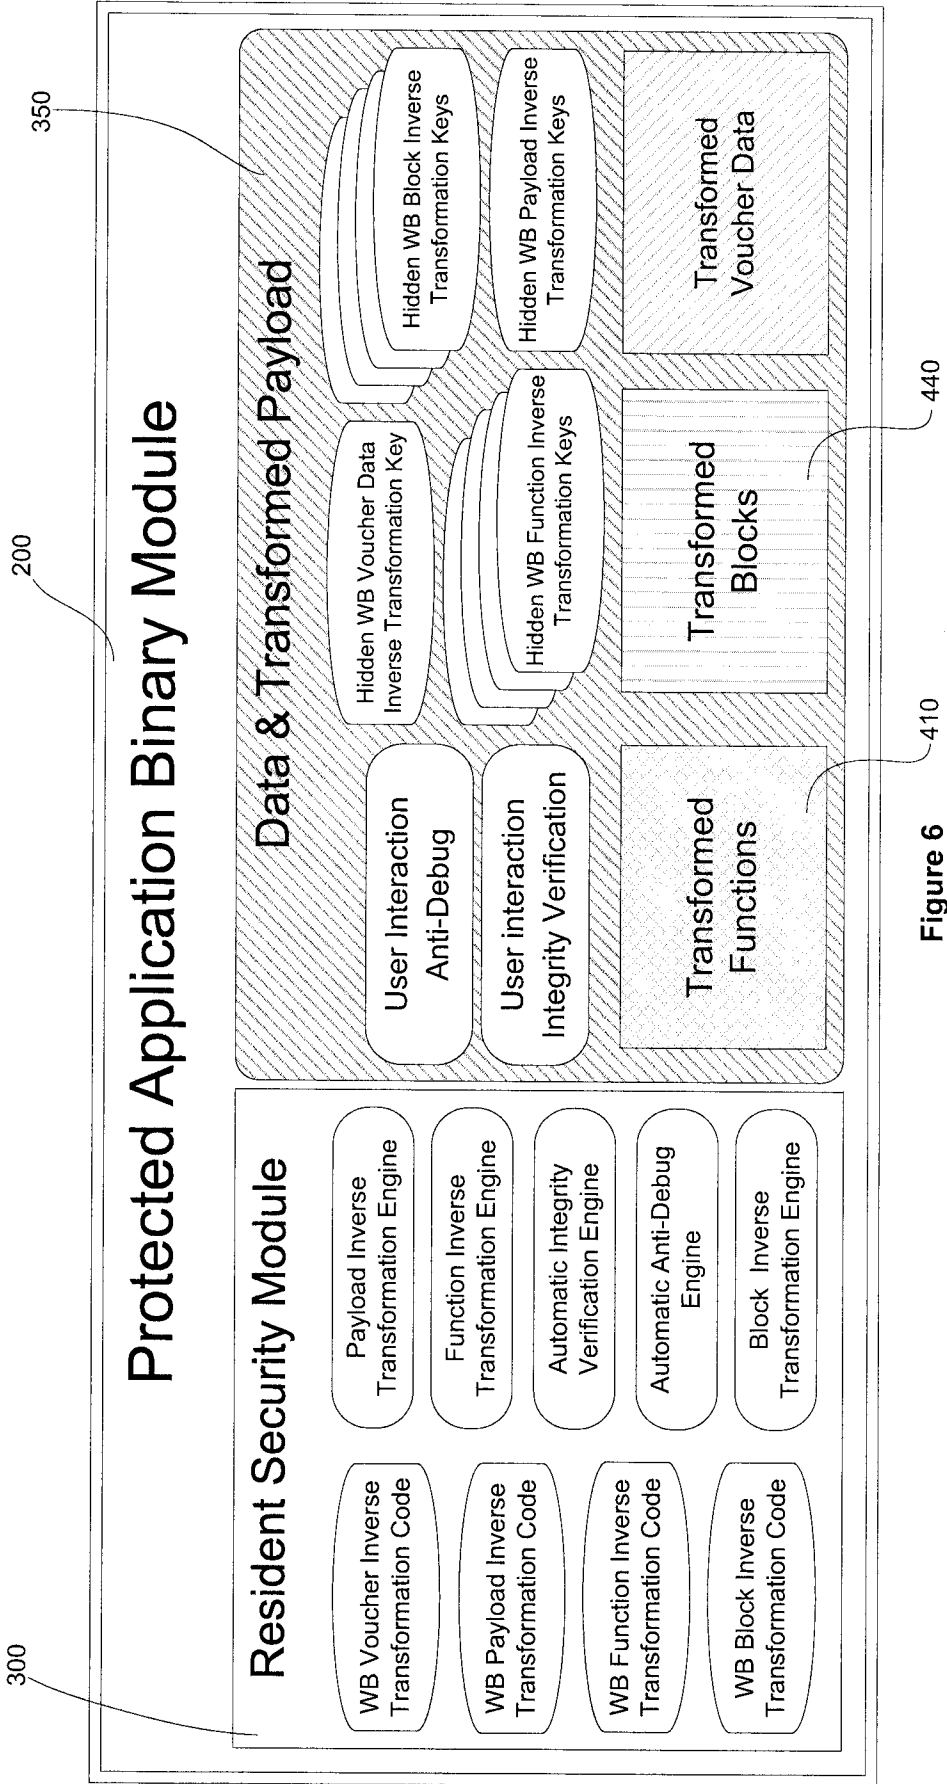 200
Protected Application Binary Module
300
Resident Security Module
WB Voucher Inverse
Transformation Code
WB Payload Inverse
Transformation Code
WB Function Inverse
Transformation Code
WB Block Inverse
Transformation Code
Payload Inverse
Transformation Engine
Function Inverse
Transformation Engine
Automatic Integrity
Verification Engine
Automatic Anti-Debug
Engine
Block Inverse
Transformation Engine
350
Data & Transformed Payload
User Interaction
Anti-Debug
User interaction
Integrity Verification
Hidden WB Voucher Data
Inverse Transformation Key
Hidden WB Function Inverse
Transformation Keys
Hidden WB Block Inverse
Transformation Keys
Hidden WB Payload Inverse
Transformation Keys
Transformed
Functions
Transformed
Blocks
Transformed
Voucher Data
410
440
Figure 6